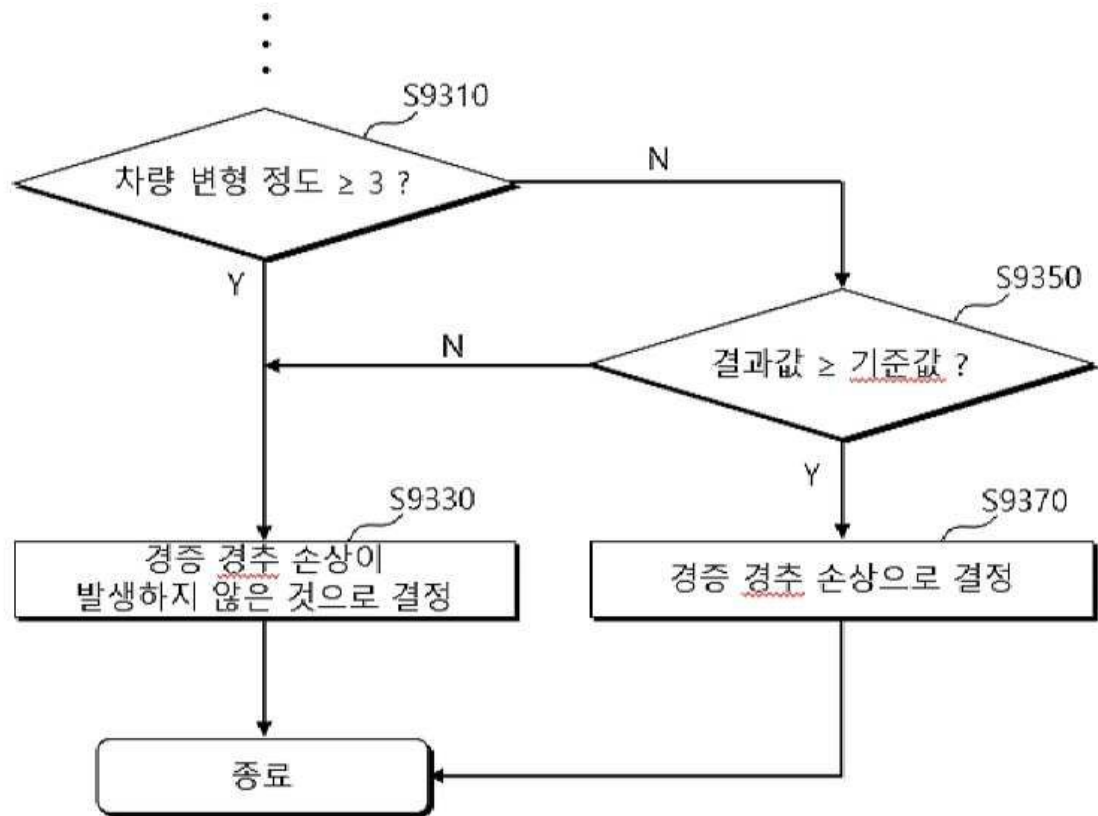 S9310
차량 변형 정도 ≥ 3 ?
N
Y
S9350
결과값 ≥ 기준값 ?
N
Y
S9330
경증 경추 손상이
발생하지 않은 것으로 결정
S9370
경증 경추 손상으로 결정
종료